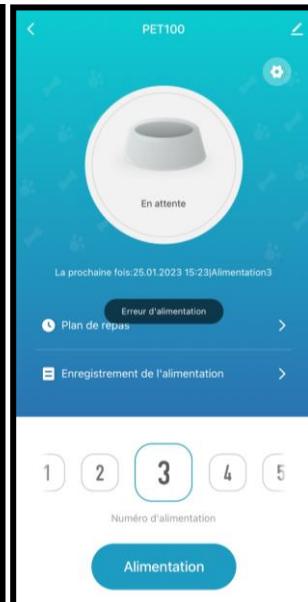 PET100
En attente
La prochaine fois:25.01.2023 15:23|Alimentation3
Erreur d'alimentation
Plan de repas
Enregistrement de l'alimentation
1 2 3 4 5
Numéro d'alimentation
Alimentation